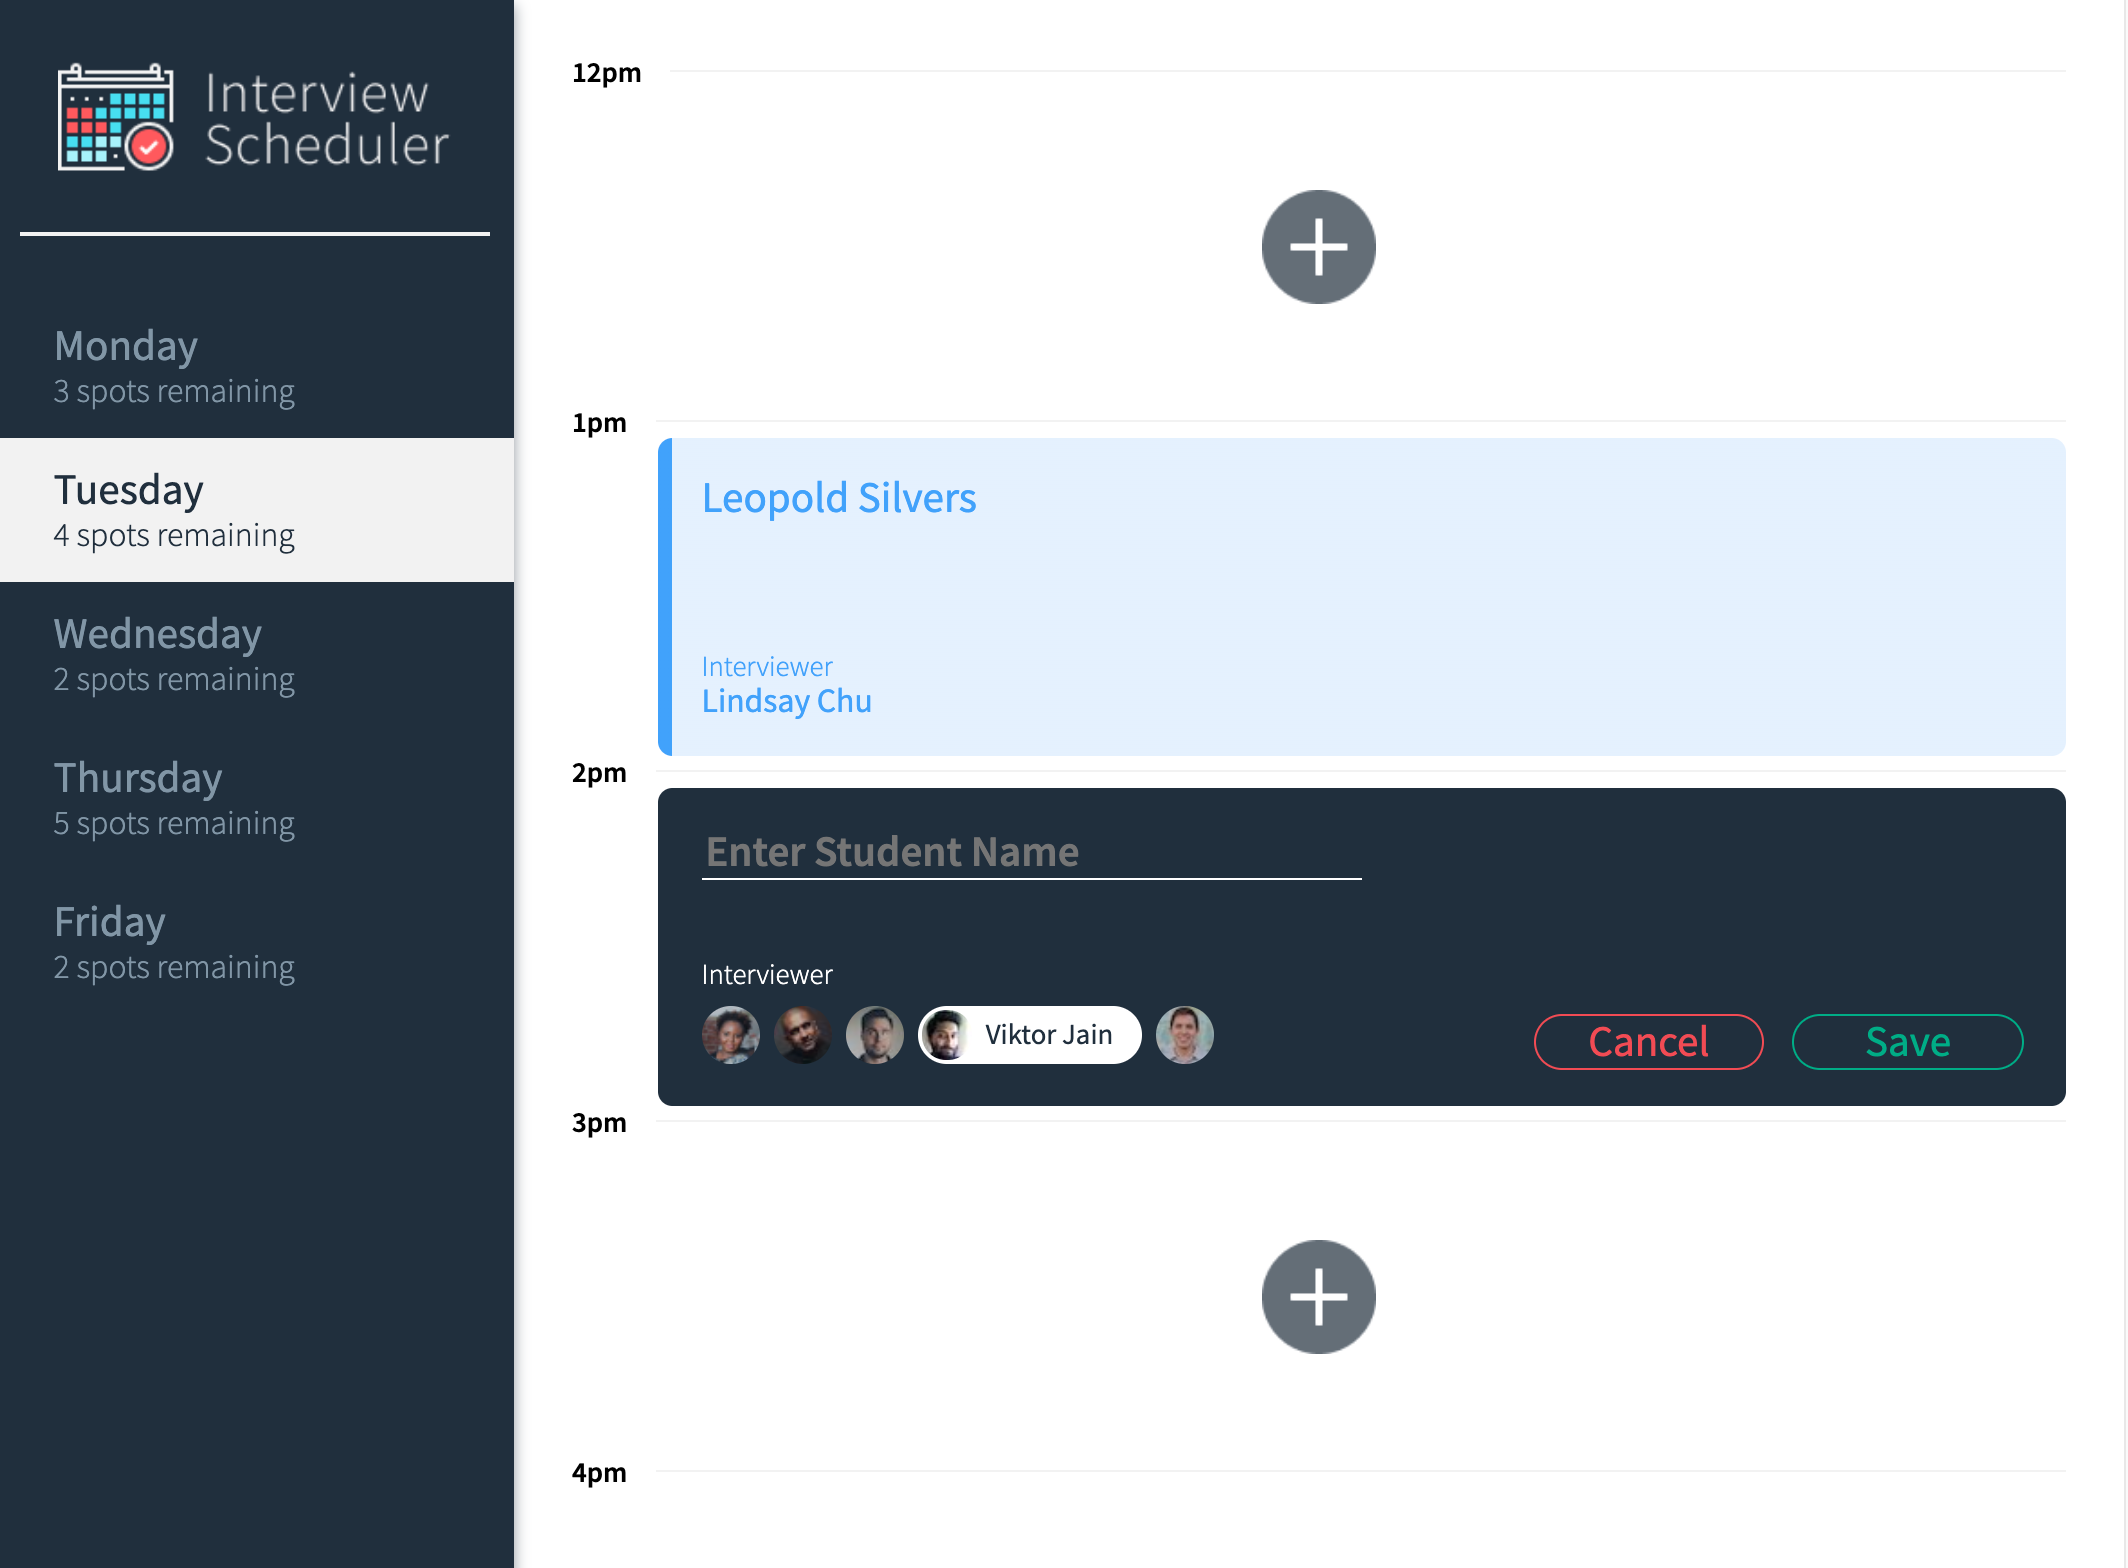 Interview
Scheduler
Monday
3 spots remaining
Tuesday
4 spots remaining
Wednesday
2 spots remaining
Thursday
5 spots remaining
Friday
2 spots remaining
12pm
1pm
Leopold Silvers
Interviewer
Lindsay Chu
2pm
Enter Student Name
Interviewer
Viktor Jain
Cancel
Save
3pm
4pm